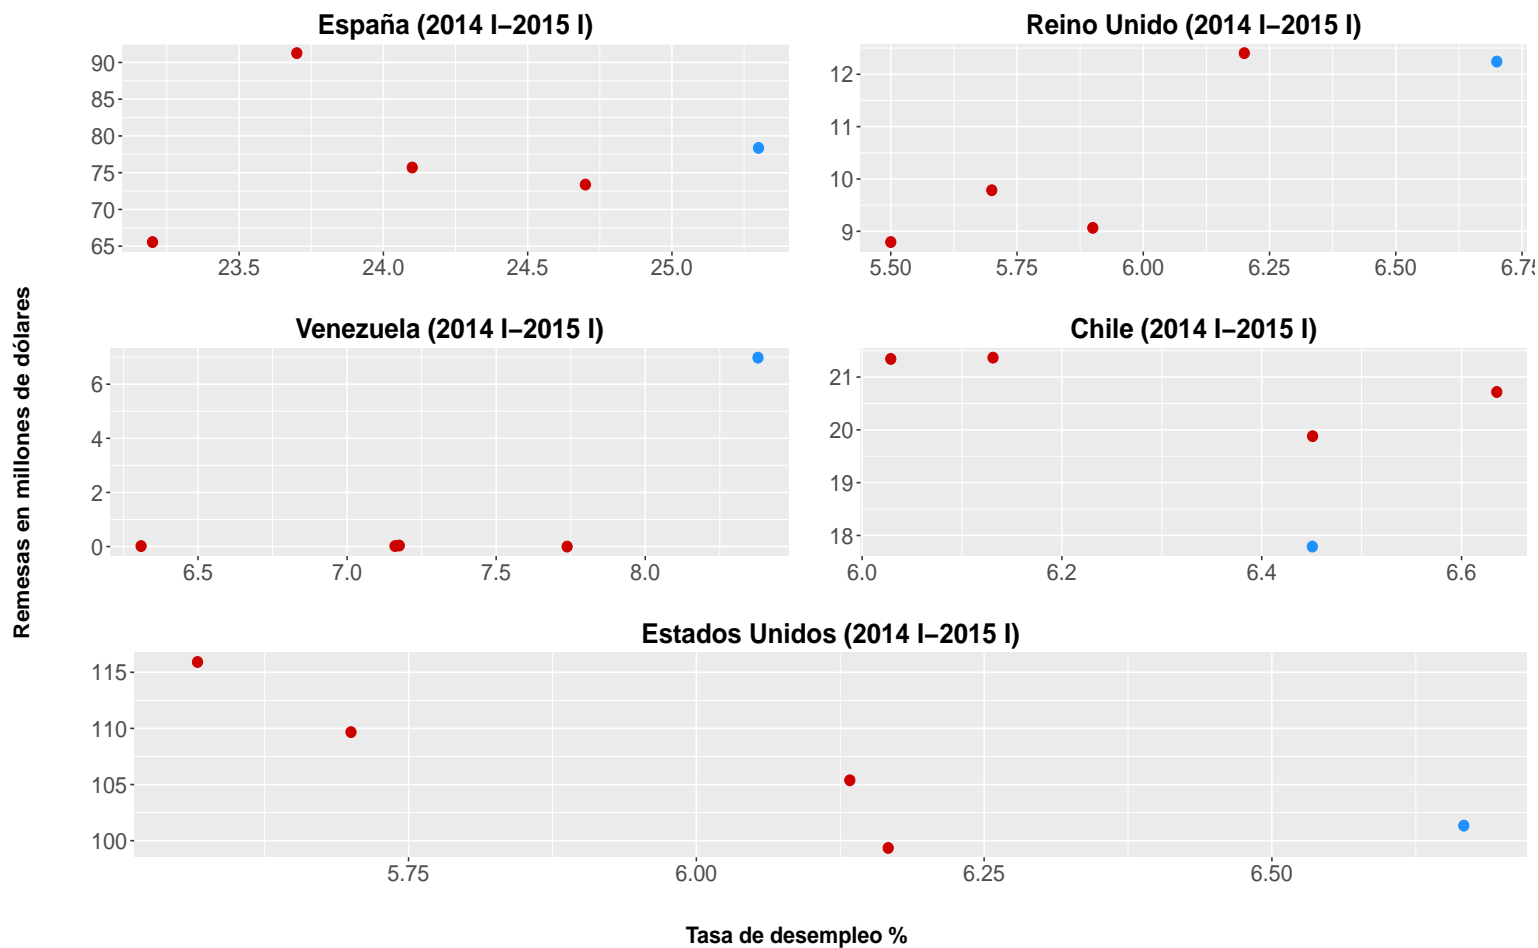 España (2014 I–2015 I)
90
85
80
75
70
65
23.5 24.0 24.5 25.0
Reino Unido (2014 I–2015 I)
12
11
10
9
5.50 5.75 6.00 6.25 6.50 6.75
Remesas en millones de dólares
Venezuela (2014 I–2015 I)
6
4
2
0
6.5 7.0 7.5 8.0
Chile (2014 I–2015 I)
21
20
19
18
6.0 6.2 6.4 6.6
Estados Unidos (2014 I–2015 I)
115
110
105
100
5.75 6.00 6.25 6.50
Tasa de desempleo %